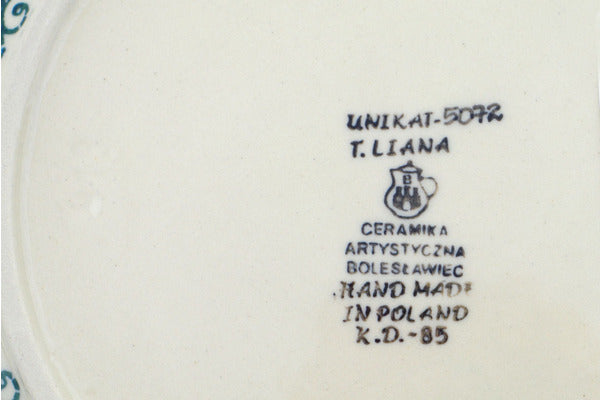 UNIKAT-5072
T. LIANA
B
CERAMIKA
ARTYSTYCZNA
BOLESŁAWIEC
HAND MADE
IN POLAND
K.D.-85